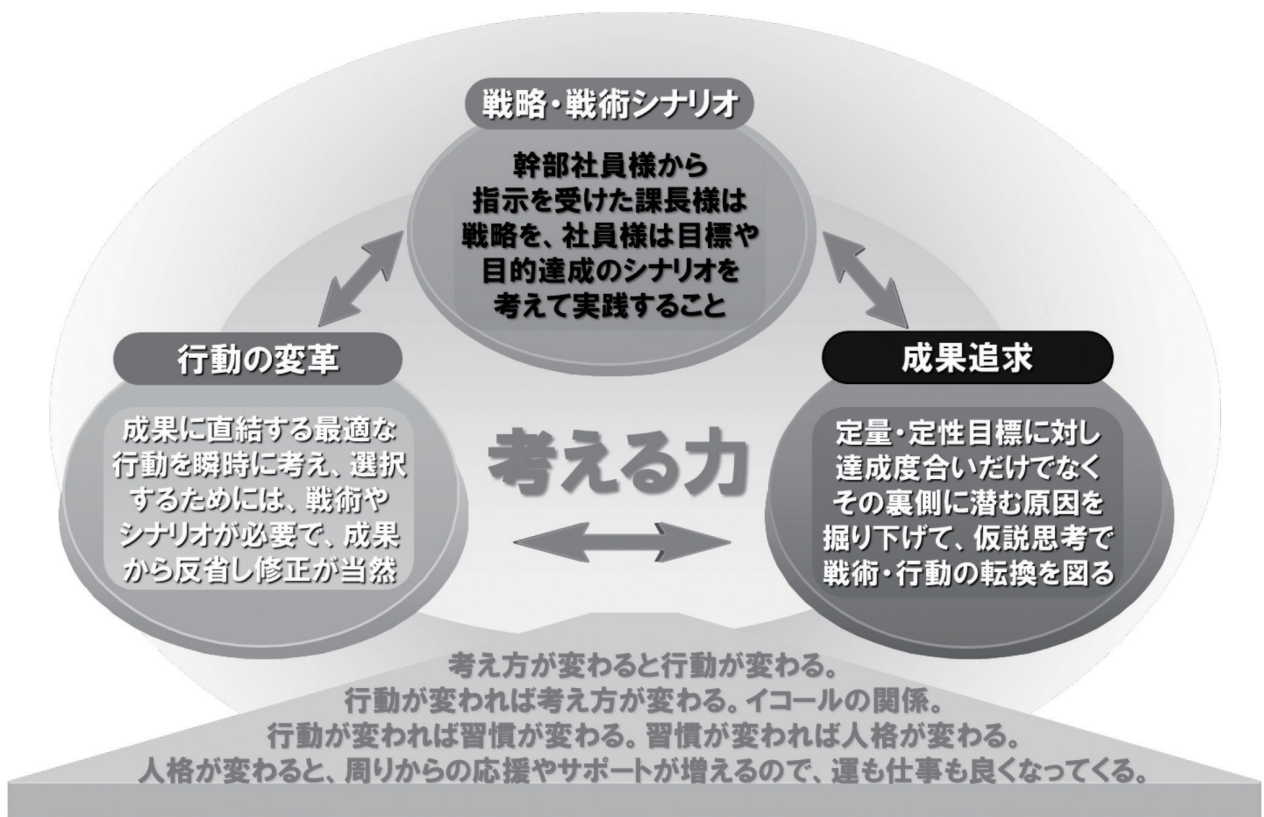 戦略・戦術シナリオ
幹部社員様から
指示を受けた課長様は
戦略を、社員様は目標や
目的達成のシナリオを
考えて実践すること
行動の変革
成果に直結する最適な
行動を瞬時に考え、選択
するためには、戦術や
シナリオが必要で、成果
から反省し修正が当然
成果追求
定量・定性目標に対し
達成度合いだけでなく
その裏側に潜む原因を
掘り下げて、仮説思考で
戦術・行動の転換を図る
考える力
考え方が変わると行動が変わる。
行動が変われば考え方が変わる。イコールの関係。
行動が変われば習慣が変わる。習慣が変われば人格が変わる。
人格が変わると、周りからの応援やサポートが増えるので、運も仕事も良くなってくる。